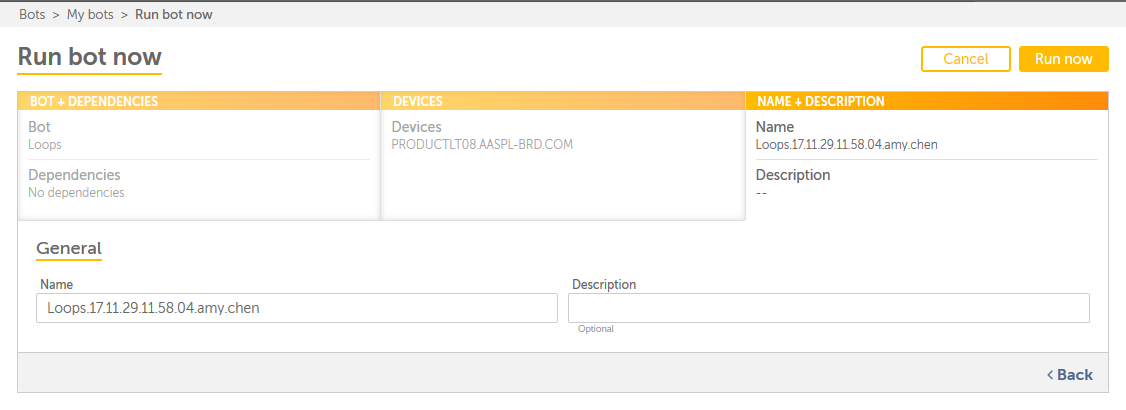 Bots > My bots > Run bot now
Run bot now
Cancel
Run now
BOT + DEPENDENCIES
DEVICES
NAME + DESCRIPTION
Bot
Loops
Dependencies
No dependencies
Devices
PRODUCTLT08.AASPL-BRD.COM
Name
Loops.17.11.29.11.58.04.amy.chen
Description
--
General
Name
Loops.17.11.29.11.58.04.amy.chen
Description
Optional
< Back